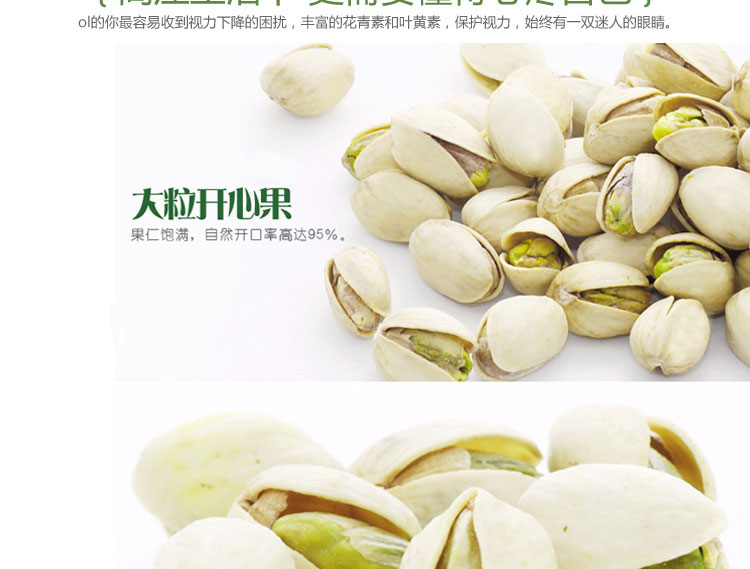 ol的你最容易收到视力下降的困扰，丰富的花青素和叶黄素，保护视力，始终有一双迷人的眼睛。
大粒开心果
果仁饱满，自然开口率高达95%。